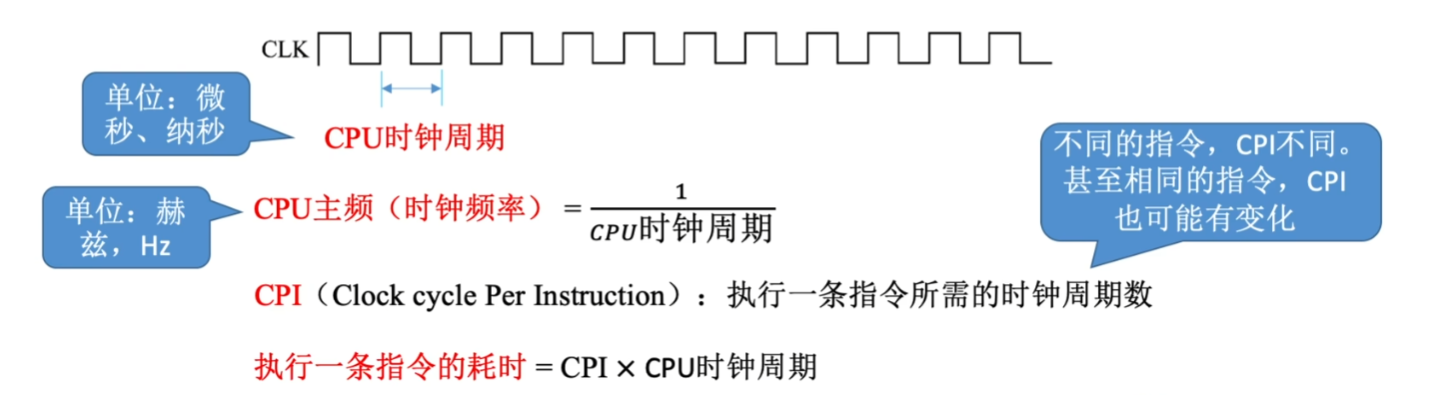 CLK
单位：微
秒、纳秒
CPU时钟周期
不同的指令，CPI不同。
甚至相同的指令，CPI
也可能有变化
单位：赫
兹，Hz
CPU主频（时钟频率）= 1
CPU时钟周期
CPI（Clock cycle Per Instruction）：执行一条指令所需的时钟周期数
执行一条指令的耗时 = CPI × CPU时钟周期